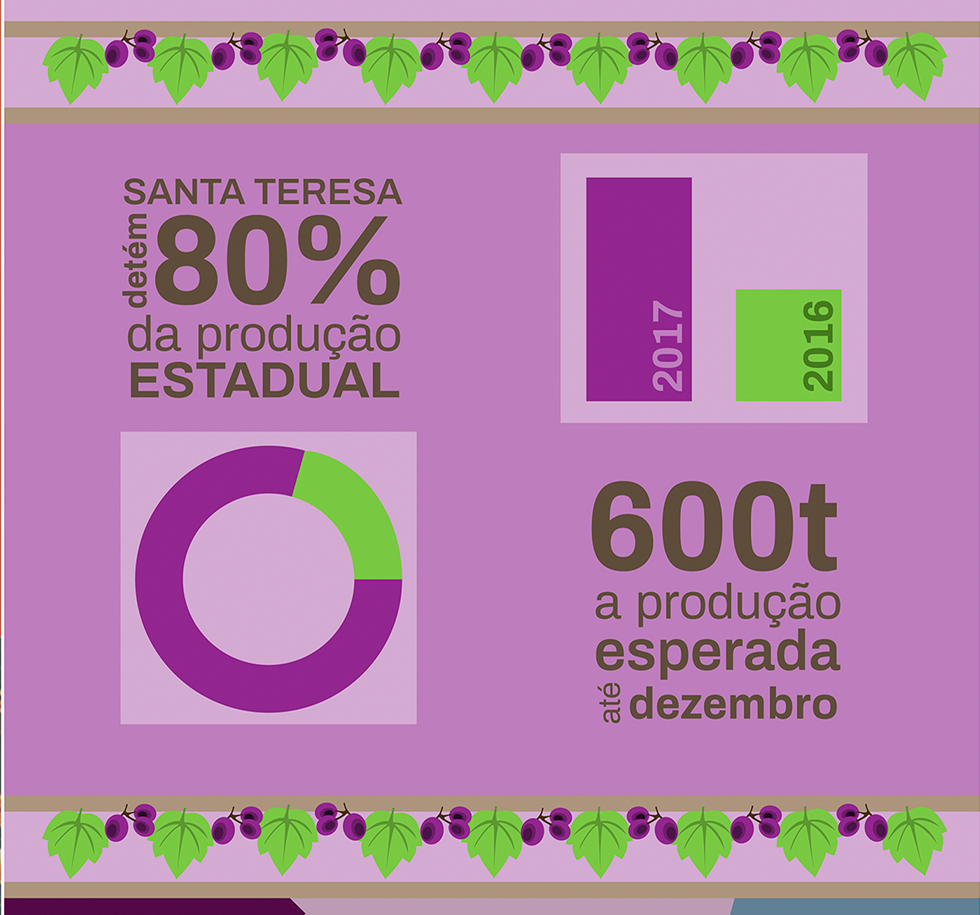 SANTA TERESA
detém
80%
da produção
ESTADUAL
2017
2016
600t
a produção
esperada
até
dezembro